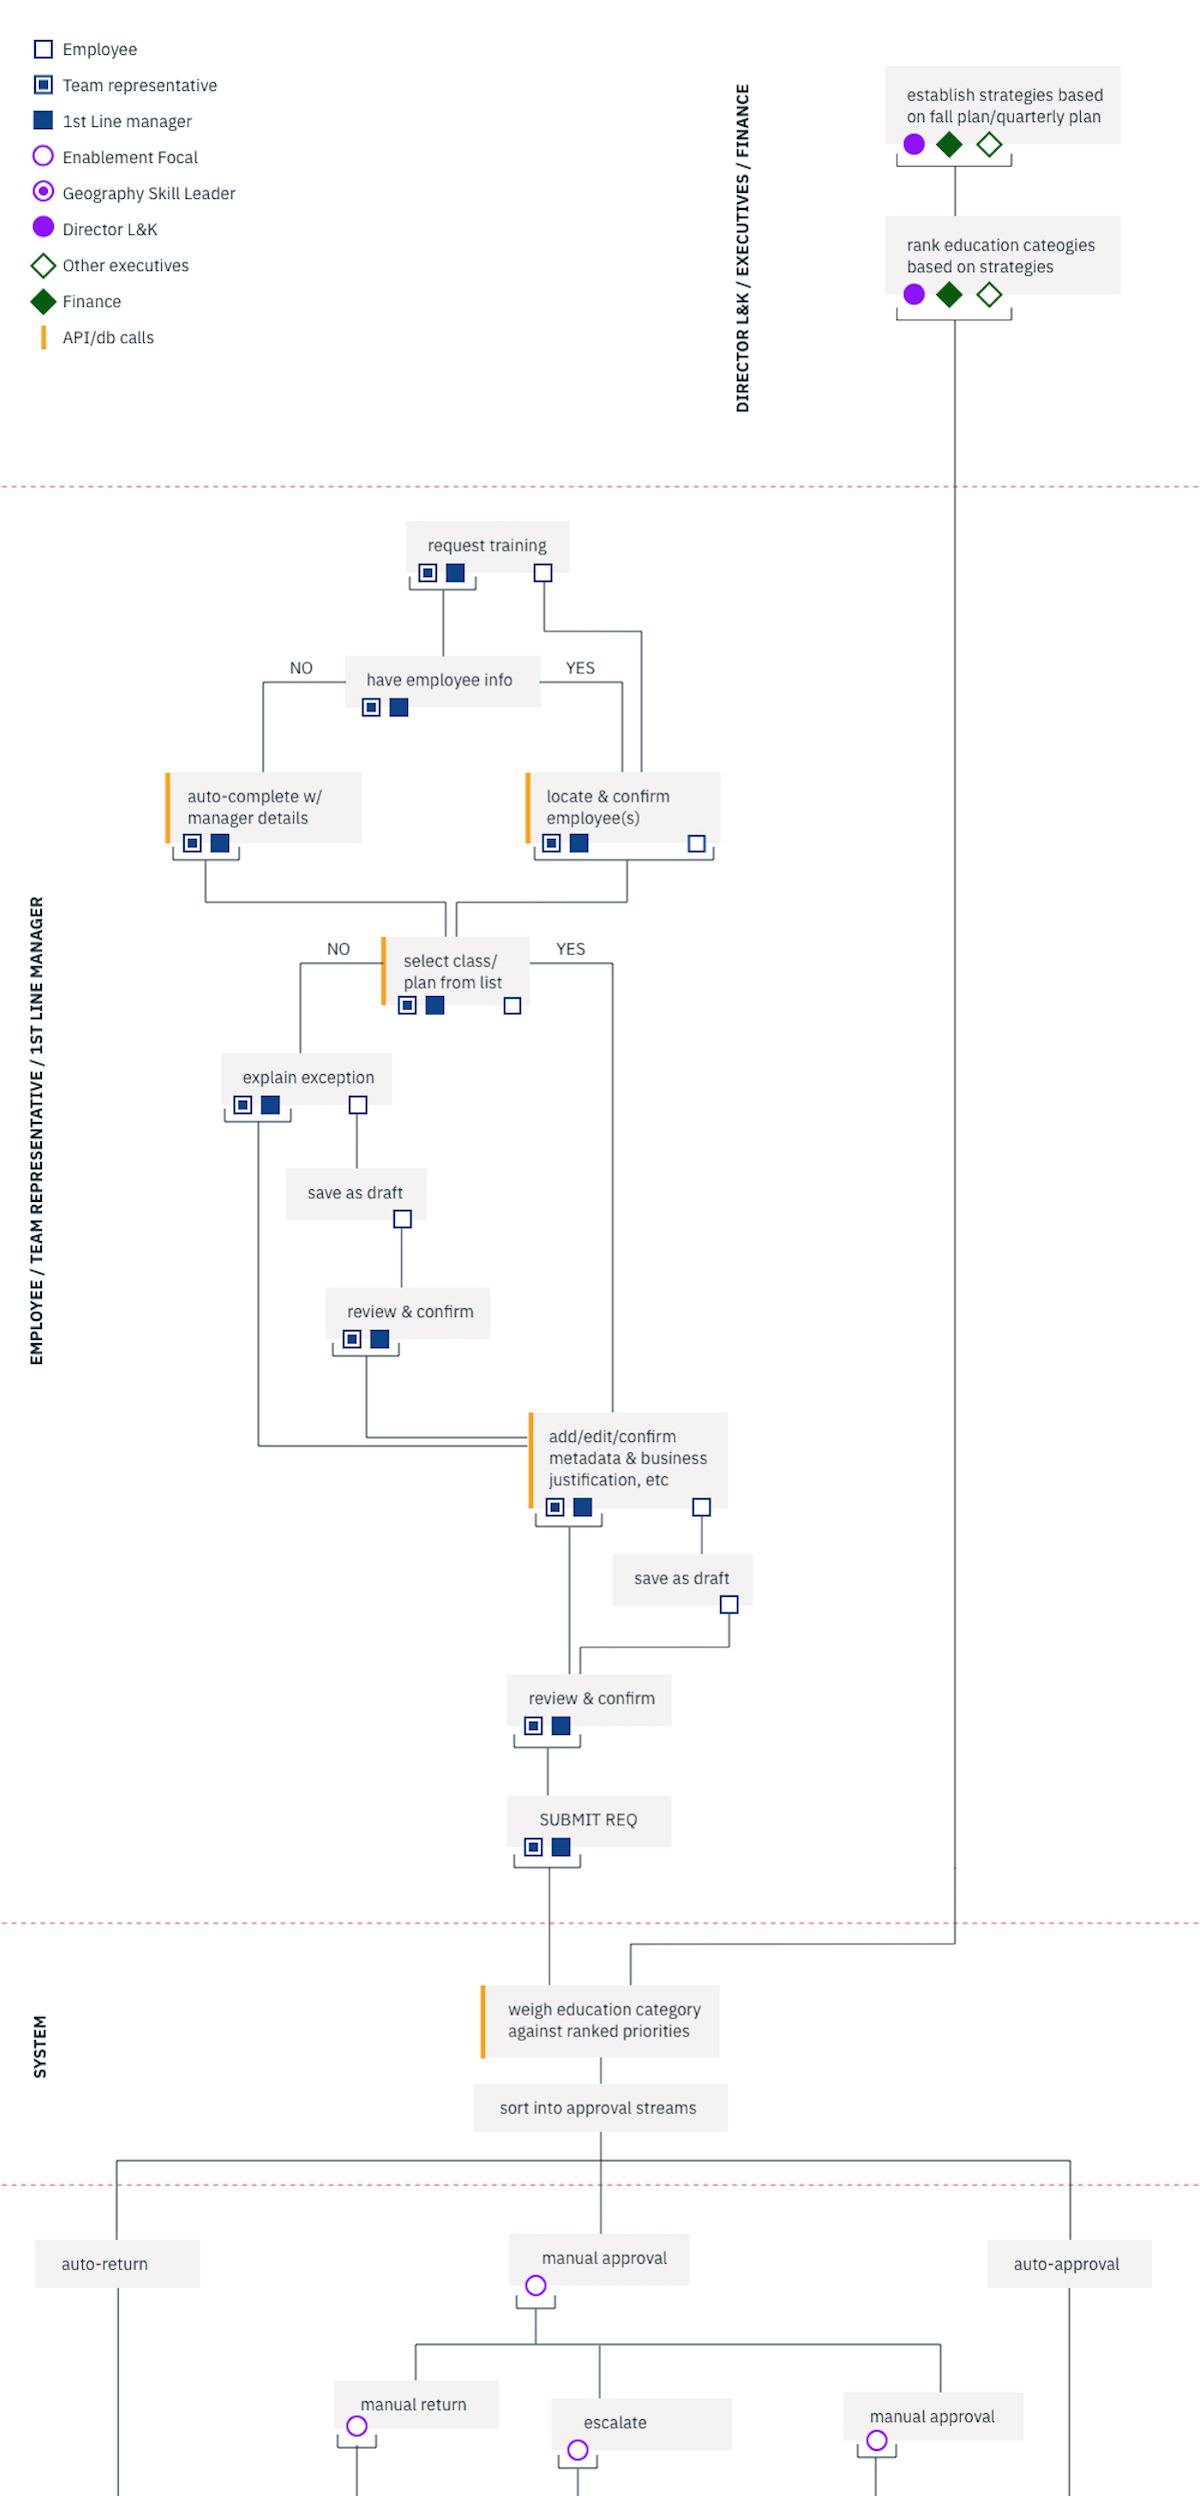 Employee
Team representative
1st Line manager
Enablement Focal
Geography Skill Leader
Director L&K
Other executives
Finance
API/db calls
DIRECTOR L&K / EXECUTIVES / FINANCE
establish strategies based
on fall plan/quarterly plan
rank education cateogies
based on strategies
EMPLOYEE / TEAM REPRESENTATIVE / 1ST LINE MANAGER
request training
NO
have employee info
YES
auto-complete w/
manager details
locate & confirm
employee(s)
NO
select class/
plan from list
YES
explain exception
save as draft
review & confirm
add/edit/confirm
metadata & business
justification, etc
save as draft
review & confirm
SUBMIT REQ
SYSTEM
weigh education category
against ranked priorities
sort into approval streams
auto-return
manual approval
auto-approval
manual return
escalate
manual approval